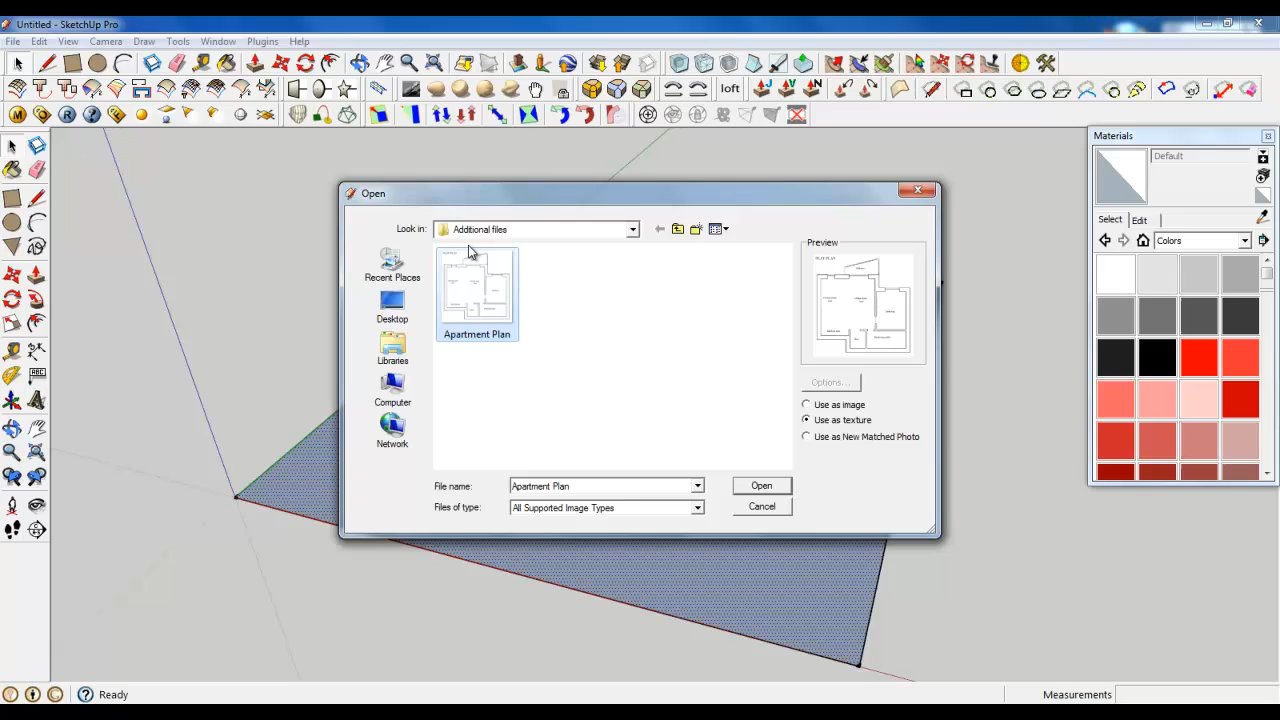 Untitled - SketchUp Pro
File Edit View Camera Draw Tools Window Plugins Help
loft
M R ?
Materials
Default
Select Edit
Colors
Open
Look in: Additional files
Recent Places
Desktop
Libraries
Computer
Network
Apartment Plan
Preview
Options...
Use as image
Use as texture
Use as New Matched Photo
File name: Apartment Plan Open
Files of type: All Supported Image Types Cancel
ABC
Ready
Measurements